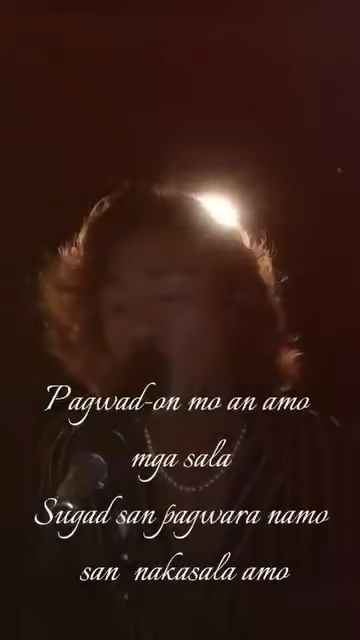 Pagwad-on mo an amo
mga sala
Sugad san pagwara namo
san nakasala amo